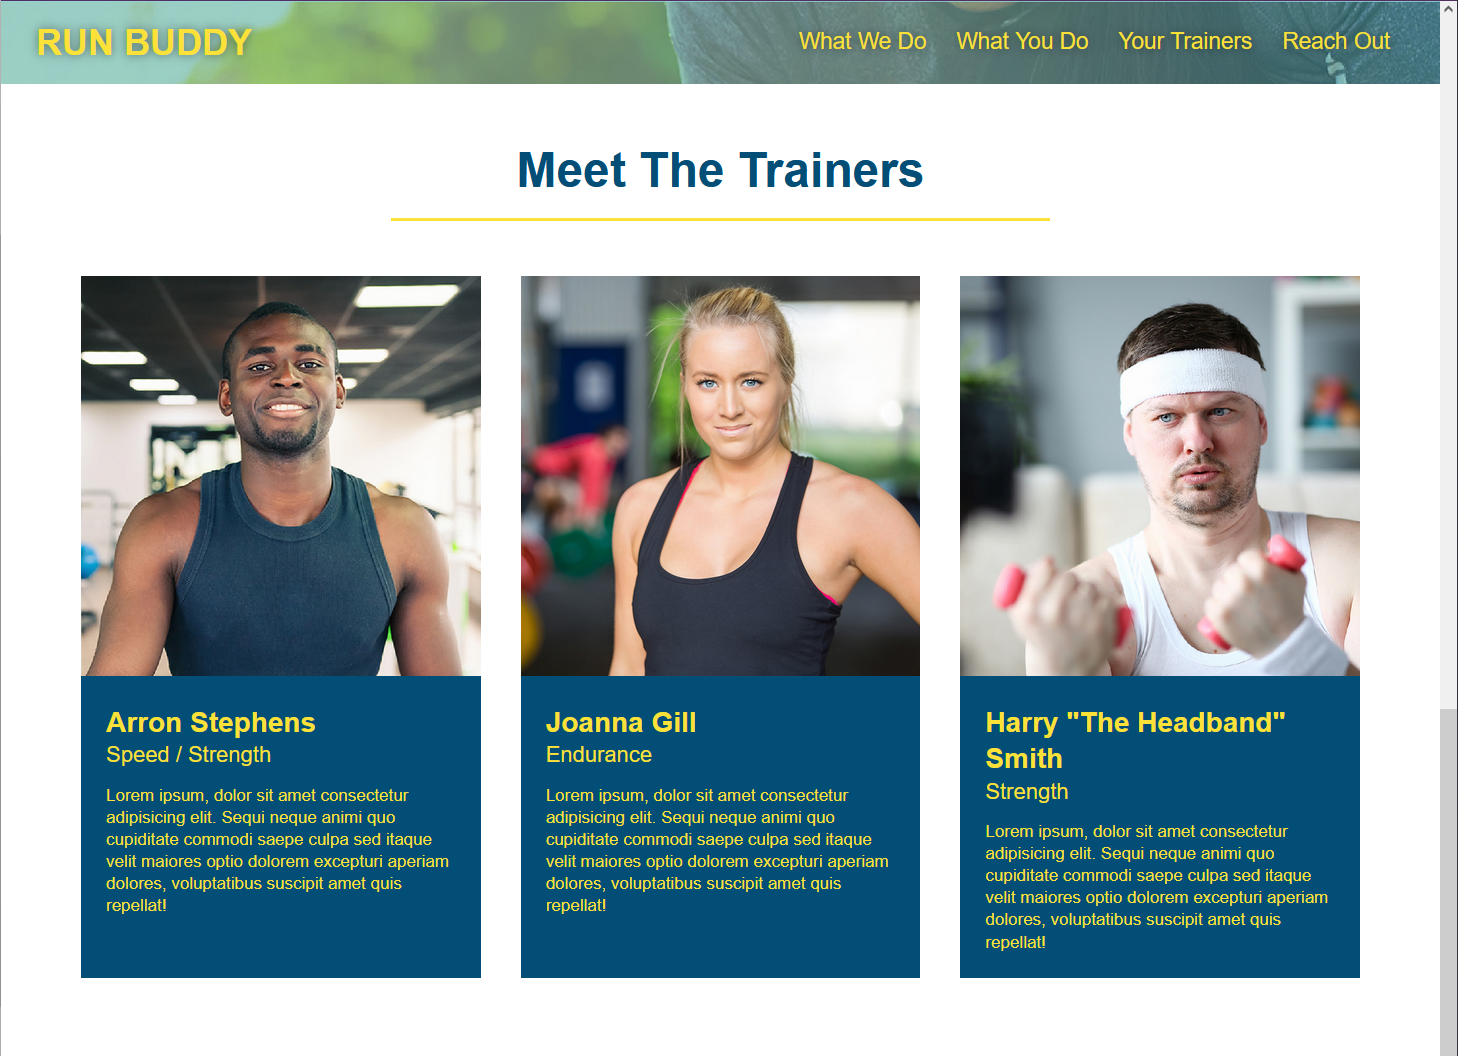 RUN BUDDY
What We Do What You Do Your Trainers Reach Out
Meet The Trainers
Arron Stephens
Speed / Strength
Lorem ipsum, dolor sit amet consectetur
adipisicing elit. Sequi neque animi quo
cupiditate commodi saepe culpa sed itaque
velit maiores optio dolorem excepturi aperiam
dolores, voluptatibus suscipit amet quis
repellat!
Joanna Gill
Endurance
Lorem ipsum, dolor sit amet consectetur
adipisicing elit. Sequi neque animi quo
cupiditate commodi saepe culpa sed itaque
velit maiores optio dolorem excepturi aperiam
dolores, voluptatibus suscipit amet quis
repellat!
Harry "The Headband"
Smith
Strength
Lorem ipsum, dolor sit amet consectetur
adipisicing elit. Sequi neque animi quo
cupiditate commodi saepe culpa sed itaque
velit maiores optio dolorem excepturi aperiam
dolores, voluptatibus suscipit amet quis
repellat!